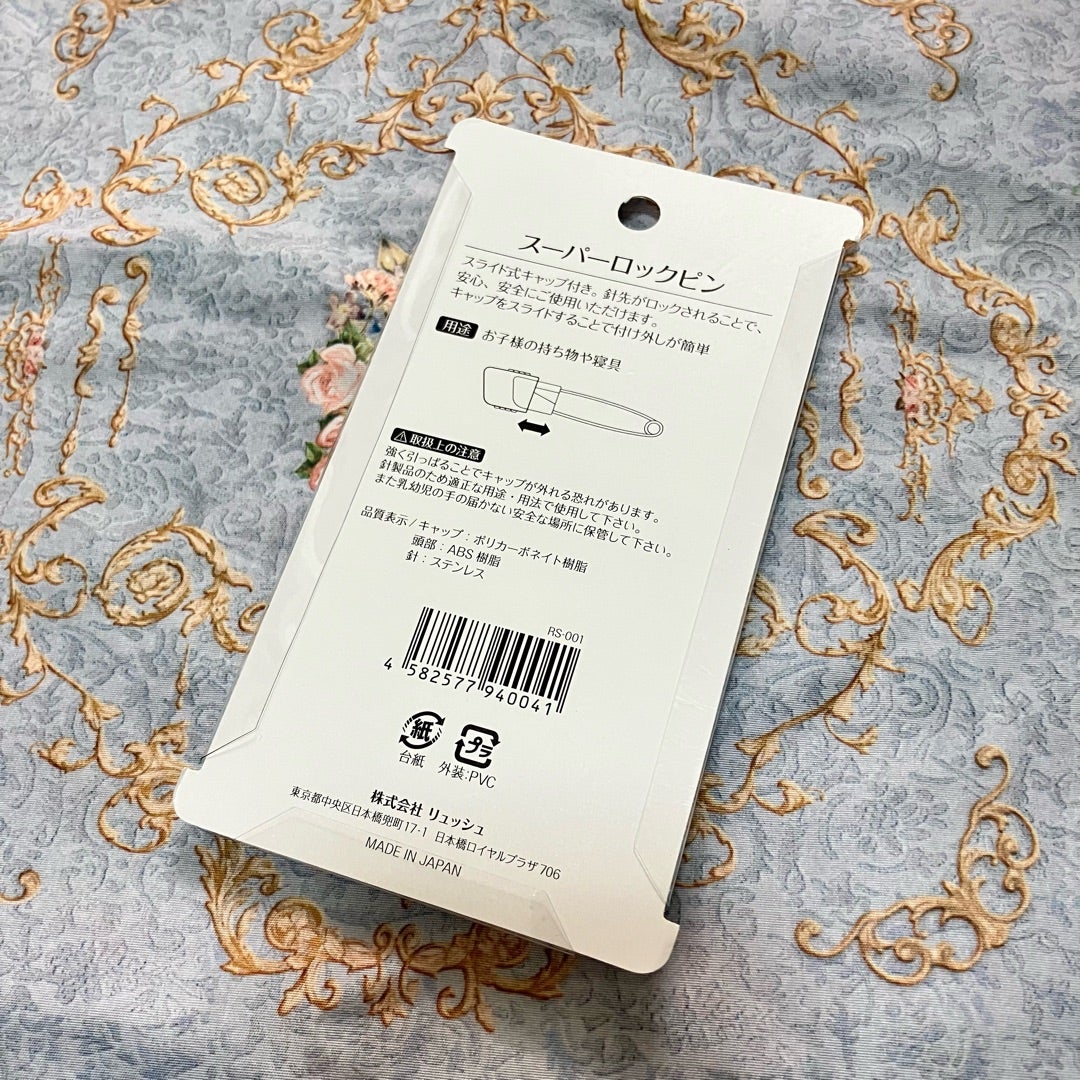 スーパーロックピン
スライド式キャップ付き。針先がロックされることで、
安心、安全にご使用いただけます。
キャップをスライドすることで付け外しが簡単
用途 お子様の持ち物や寝具
⚠取扱上の注意
強く引っぱることでキャップが外れる恐れがあります。
針製品のため適正な用途・用法で使用して下さい。
また乳幼児の手の届かない安全な場所に保管して下さい。
品質表示/キャップ:ポリカーボネイト樹脂
頭部:ABS樹脂
針:ステンレス
RS-001
4 582577 940041
紙 プラ
台紙 外装:PVC
株式会社 リュッシュ
東京都中央区日本橋兜町17-1 日本橋ロイヤルプラザ706
MADE IN JAPAN